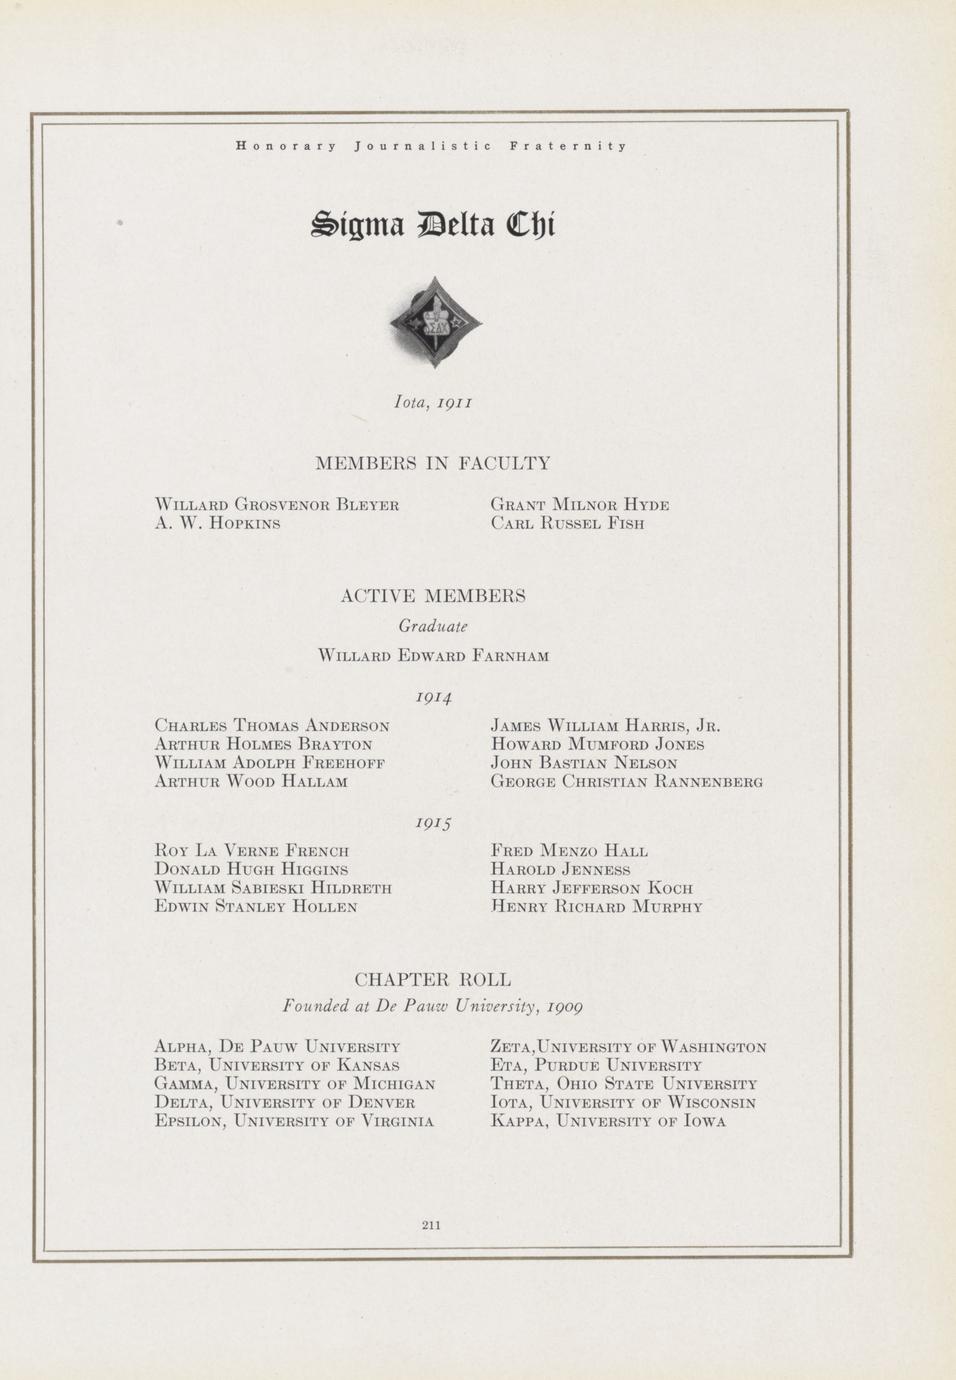 Honorary Journalistic Fraternity
Sigma Delta Chi
ΣΔΧ
Iota, 1911
MEMBERS IN FACULTY
WILLARD GROSVENOR BLEYER
A. W. HOPKINS
GRANT MILNOR HYDE
CARL RUSSEL FISH
ACTIVE MEMBERS
Graduate
WILLARD EDWARD FARNHAM
1914
CHARLES THOMAS ANDERSON
ARTHUR HOLMES BRAYTON
WILLIAM ADOLPH FREEHOFF
ARTHUR WOOD HALLAM
JAMES WILLIAM HARRIS, JR.
HOWARD MUMFORD JONES
JOHN BASTIAN NELSON
GEORGE CHRISTIAN RANNENBERG
1915
ROY LA VERNE FRENCH
DONALD HUGH HIGGINS
WILLIAM SABIESKI HILDRETH
EDWIN STANLEY HOLLEN
FRED MENZO HALL
HAROLD JENNESS
HARRY JEFFERSON KOCH
HENRY RICHARD MURPHY
CHAPTER ROLL
Founded at De Pauw University, 1909
ALPHA, DE PAUW UNIVERSITY
BETA, UNIVERSITY OF KANSAS
GAMMA, UNIVERSITY OF MICHIGAN
DELTA, UNIVERSITY OF DENVER
EPSILON, UNIVERSITY OF VIRGINIA
ZETA,UNIVERSITY OF WASHINGTON
ETA, PURDUE UNIVERSITY
THETA, OHIO STATE UNIVERSITY
IOTA, UNIVERSITY OF WISCONSIN
KAPPA, UNIVERSITY OF IOWA
211